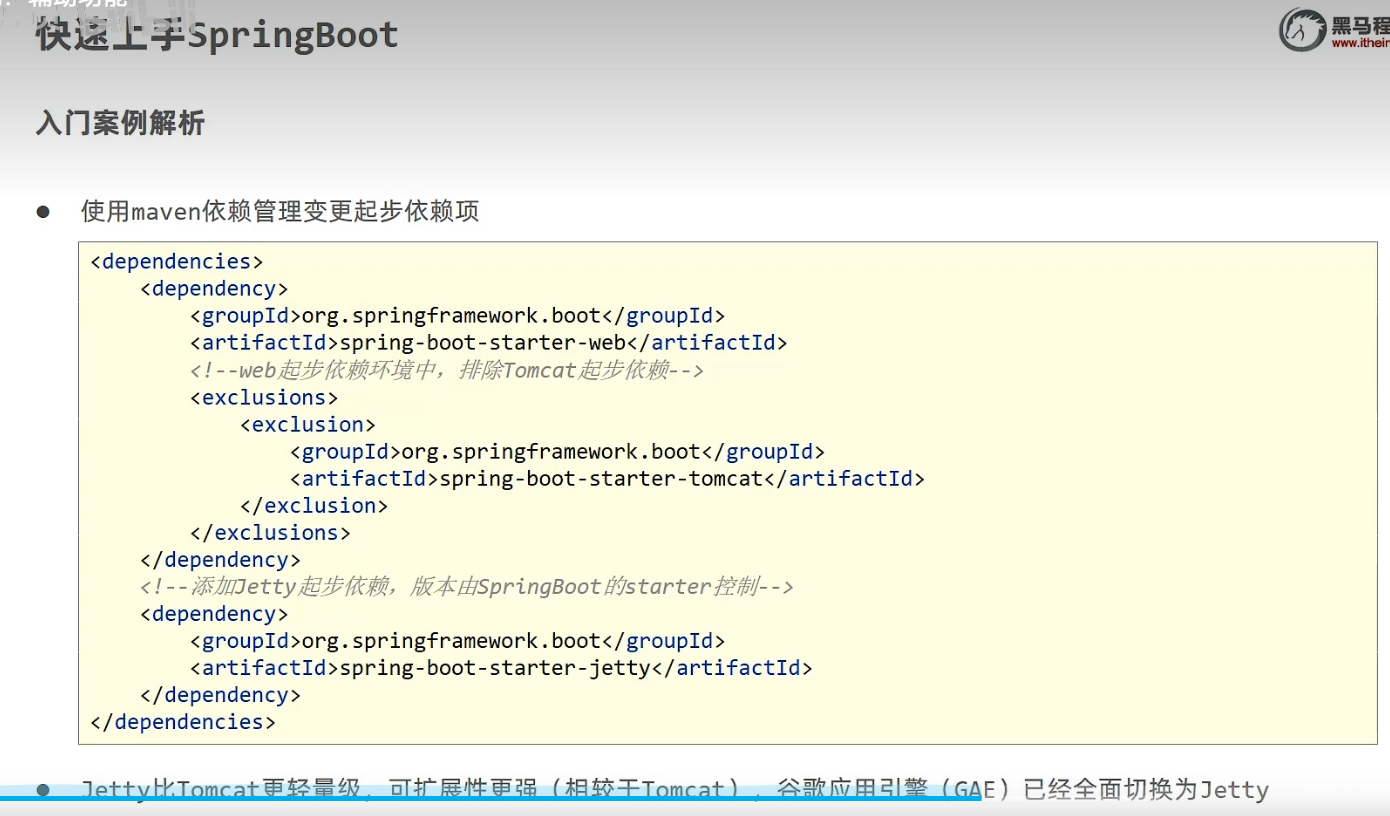 辅助功能
快速上手SpringBoot
黑马程
www.ithein
入门案例解析
● 使用maven依赖管理变更起步依赖项
<dependencies>
    <dependency>
        <groupId>org.springframework.boot</groupId>
        <artifactId>spring-boot-starter-web</artifactId>
        <!--web起步依赖环境中，排除Tomcat起步依赖-->
        <exclusions>
            <exclusion>
                <groupId>org.springframework.boot</groupId>
                <artifactId>spring-boot-starter-tomcat</artifactId>
            </exclusion>
        </exclusions>
    </dependency>
    <!--添加Jetty起步依赖，版本由SpringBoot的starter控制-->
    <dependency>
        <groupId>org.springframework.boot</groupId>
        <artifactId>spring-boot-starter-jetty</artifactId>
    </dependency>
</dependencies>
● Jetty比Tomcat更轻量级，可扩展性更强（相较于Tomcat），谷歌应用引擎（GAE）已经全面切换为Jetty